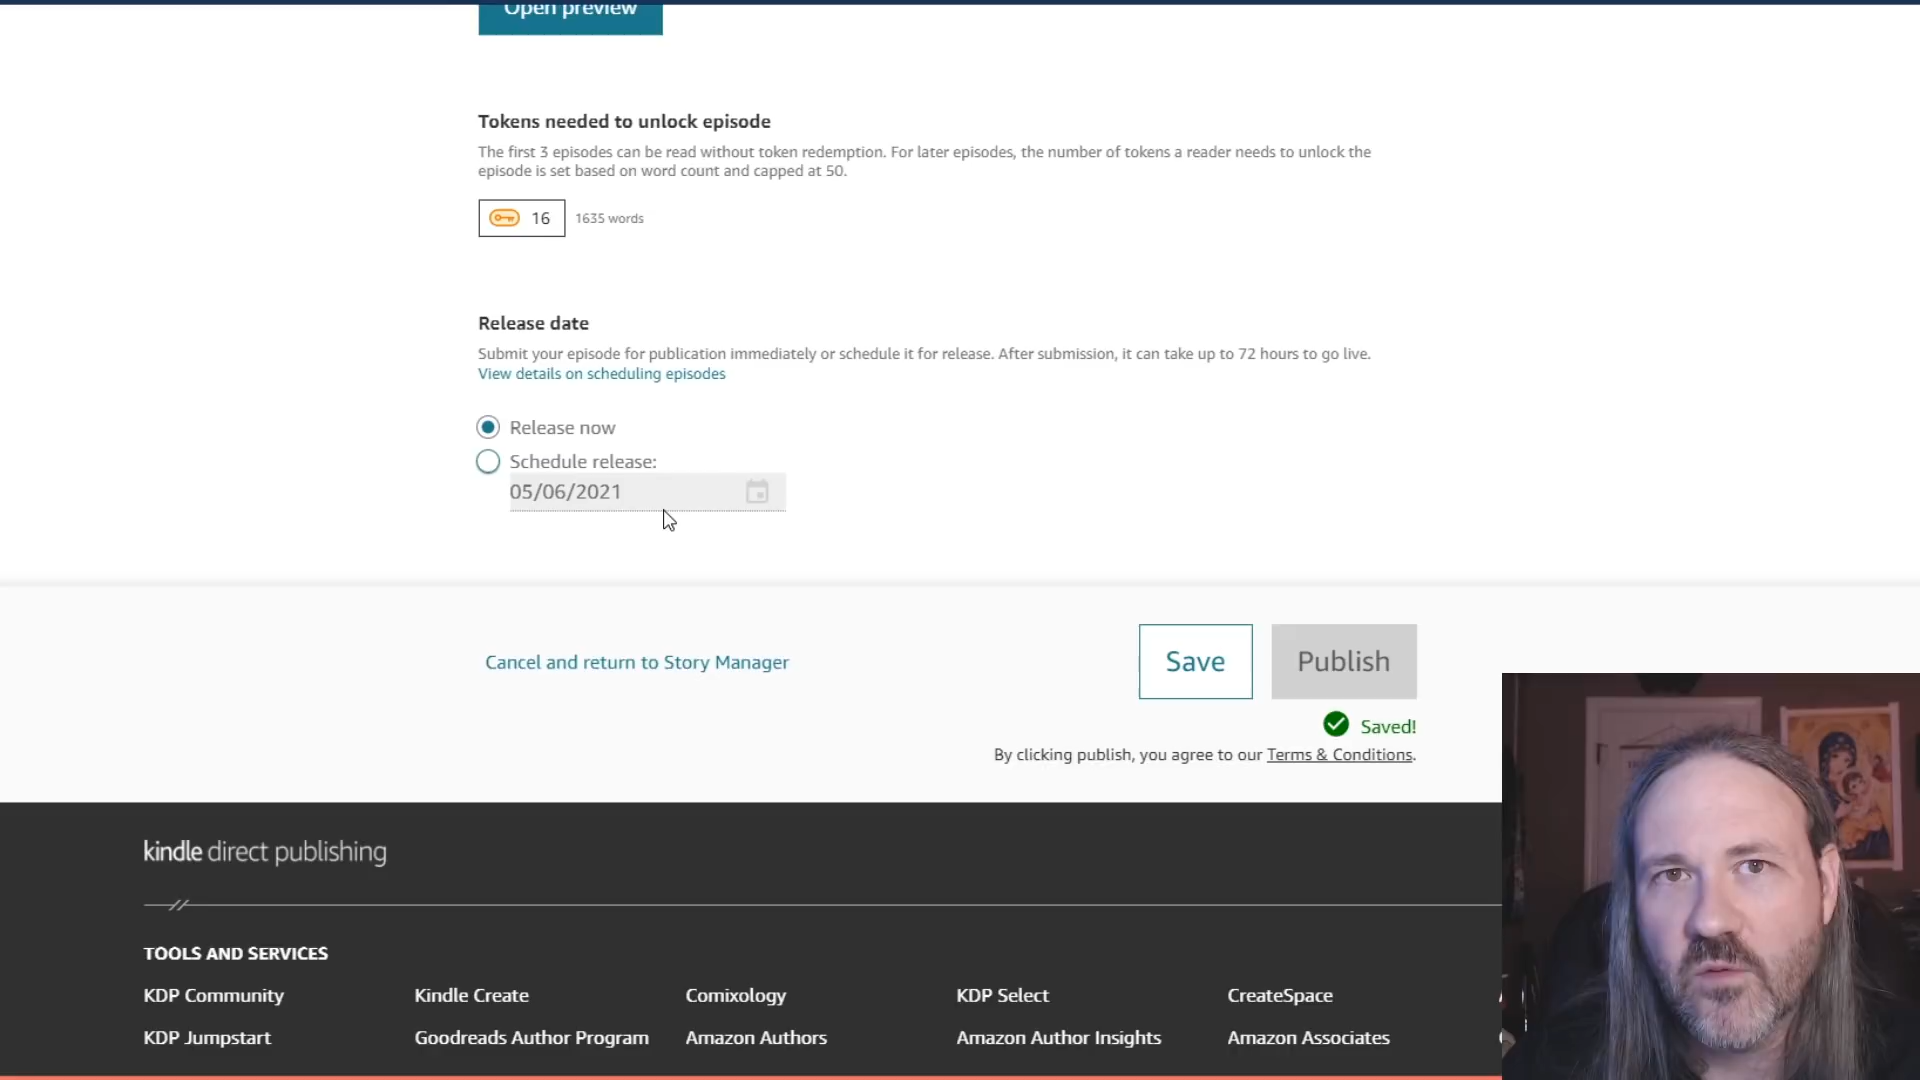 Open preview
Tokens needed to unlock episode
The first 3 episodes can be read without token redemption. For later episodes, the number of tokens a reader needs to unlock the
episode is set based on word count and capped at 50.
16 1635 words
Release date
Submit your episode for publication immediately or schedule it for release. After submission, it can take up to 72 hours to go live.
View details on scheduling episodes
Release now
Schedule release:
05/06/2021
Cancel and return to Story Manager
Save
Publish
Saved!
By clicking publish, you agree to our Terms & Conditions.
kindle direct publishing
TOOLS AND SERVICES
KDP Community Kindle Create Comixology KDP Select CreateSpace
KDP Jumpstart Goodreads Author Program Amazon Authors Amazon Author Insights Amazon Associates